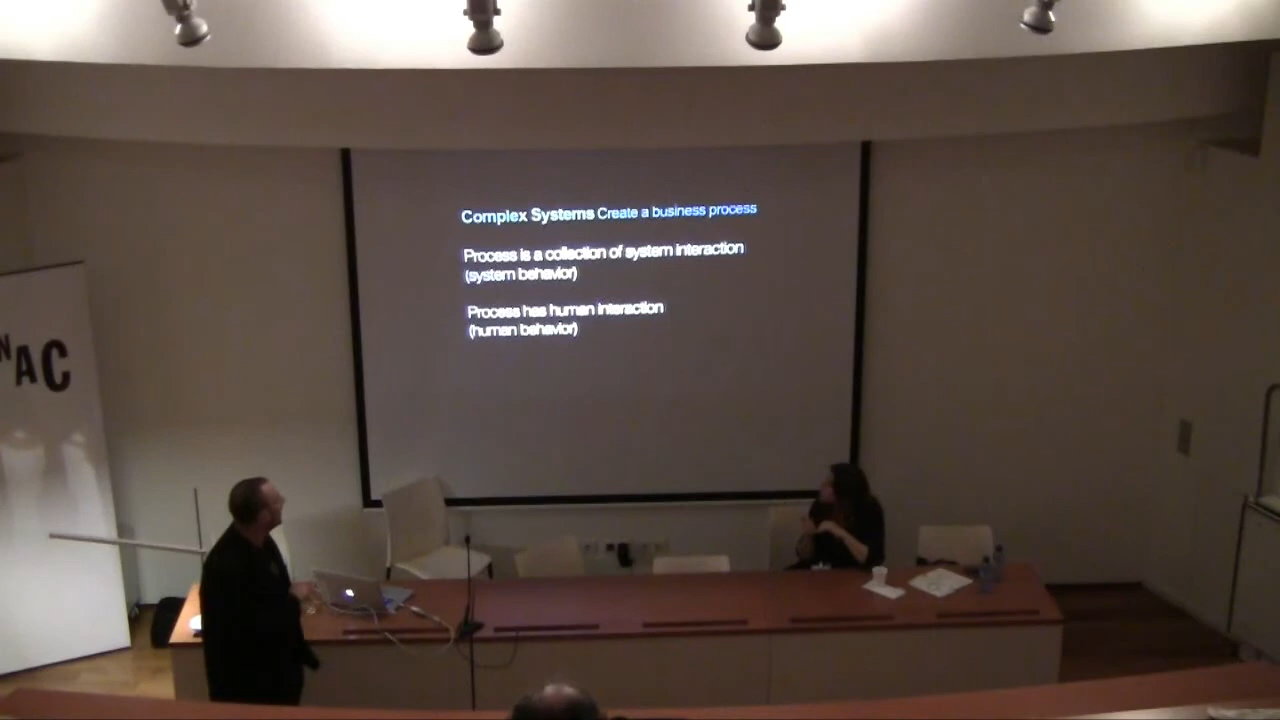 Complex Systems Create a business process
Process is a collection of system interaction
(system behavior)
Process has human interaction
(human behavior)
NAC